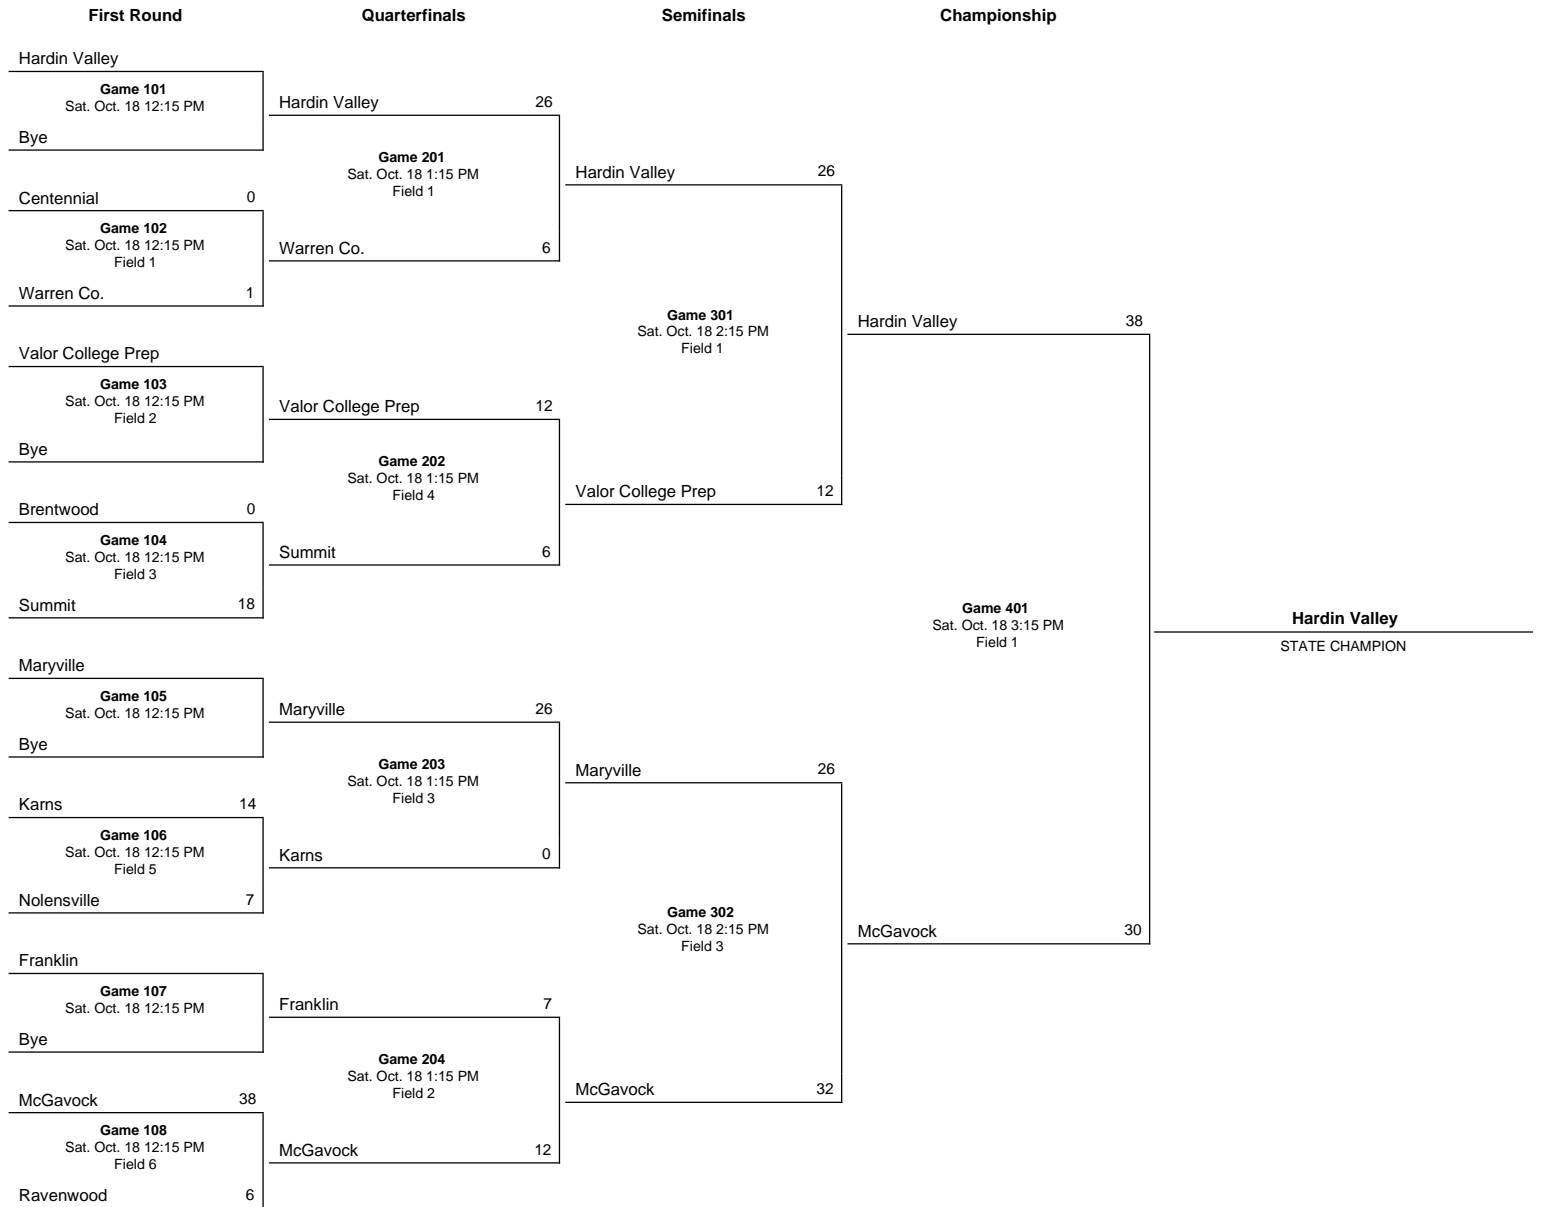 First Round
Quarterfinals
Semifinals
Championship
Hardin Valley
Game 101
Sat. Oct. 18 12:15 PM
Bye
Centennial 0
Game 102
Sat. Oct. 18 12:15 PM
Field 1
Warren Co. 1
Valor College Prep
Game 103
Sat. Oct. 18 12:15 PM
Field 2
Bye
Brentwood 0
Game 104
Sat. Oct. 18 12:15 PM
Field 3
Summit 18
Maryville
Game 105
Sat. Oct. 18 12:15 PM
Bye
Karns 14
Game 106
Sat. Oct. 18 12:15 PM
Field 5
Nolensville 7
Franklin
Game 107
Sat. Oct. 18 12:15 PM
Bye
McGavock 38
Game 108
Sat. Oct. 18 12:15 PM
Field 6
Ravenwood 6
Hardin Valley 26
Game 201
Sat. Oct. 18 1:15 PM
Field 1
Warren Co. 6
Valor College Prep 12
Game 202
Sat. Oct. 18 1:15 PM
Field 4
Summit 6
Maryville 26
Game 203
Sat. Oct. 18 1:15 PM
Field 3
Karns 0
Franklin 7
Game 204
Sat. Oct. 18 1:15 PM
Field 2
McGavock 12
Hardin Valley 26
Game 301
Sat. Oct. 18 2:15 PM
Field 1
Valor College Prep 12
Maryville 26
Game 302
Sat. Oct. 18 2:15 PM
Field 3
McGavock 32
Hardin Valley 38
Game 401
Sat. Oct. 18 3:15 PM
Field 1
McGavock 30
Hardin Valley
STATE CHAMPION